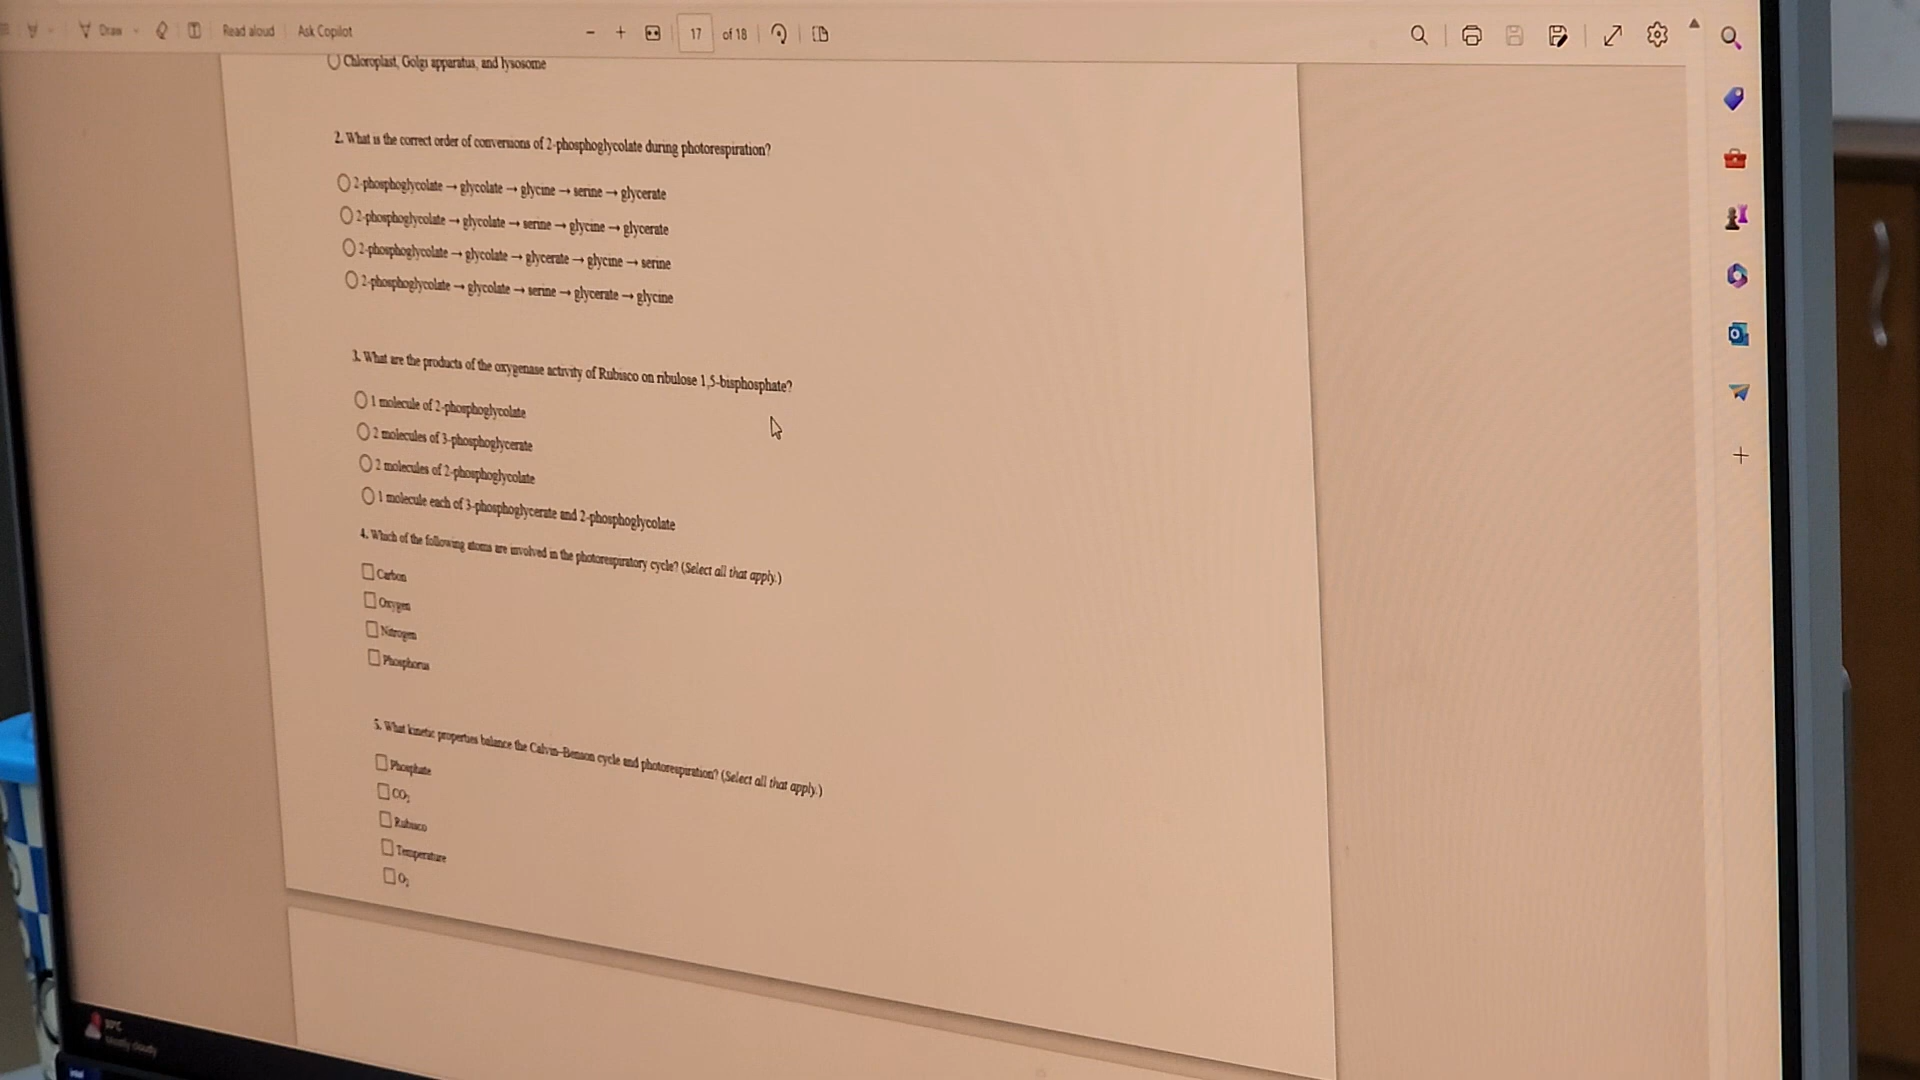 Draw
Read aloud
Ask Copilot
17 of 18
Chloroplast, Golgi apparatus, and lysosome
2. What is the correct order of conversions of 2-phosphoglycolate during photorespiration?
2-phosphoglycolate → glycolate → glycine → serine → glycerate
2-phosphoglycolate → glycolate → serine → glycine → glycerate
2-phosphoglycolate → glycolate → glycerate → glycine → serine
2-phosphoglycolate → glycolate → serine → glycerate → glycine
3. What are the products of the oxygenase activity of Rubisco on ribulose 1,5-bisphosphate?
1 molecule of 2-phosphoglycolate
2 molecules of 3-phosphoglycerate
2 molecules of 2-phosphoglycolate
1 molecule each of 3-phosphoglycerate and 2-phosphoglycolate
4. Which of the following atoms are involved in the photorespiratory cycle? (Select all that apply.)
Carbon
Oxygen
Nitrogen
Phosphorus
5. What kinetic properties balance the Calvin–Benson cycle and photorespiration? (Select all that apply.)
Phosphate
CO₂
Rubisco
Temperature
O₂
Mostly cloudy
intel